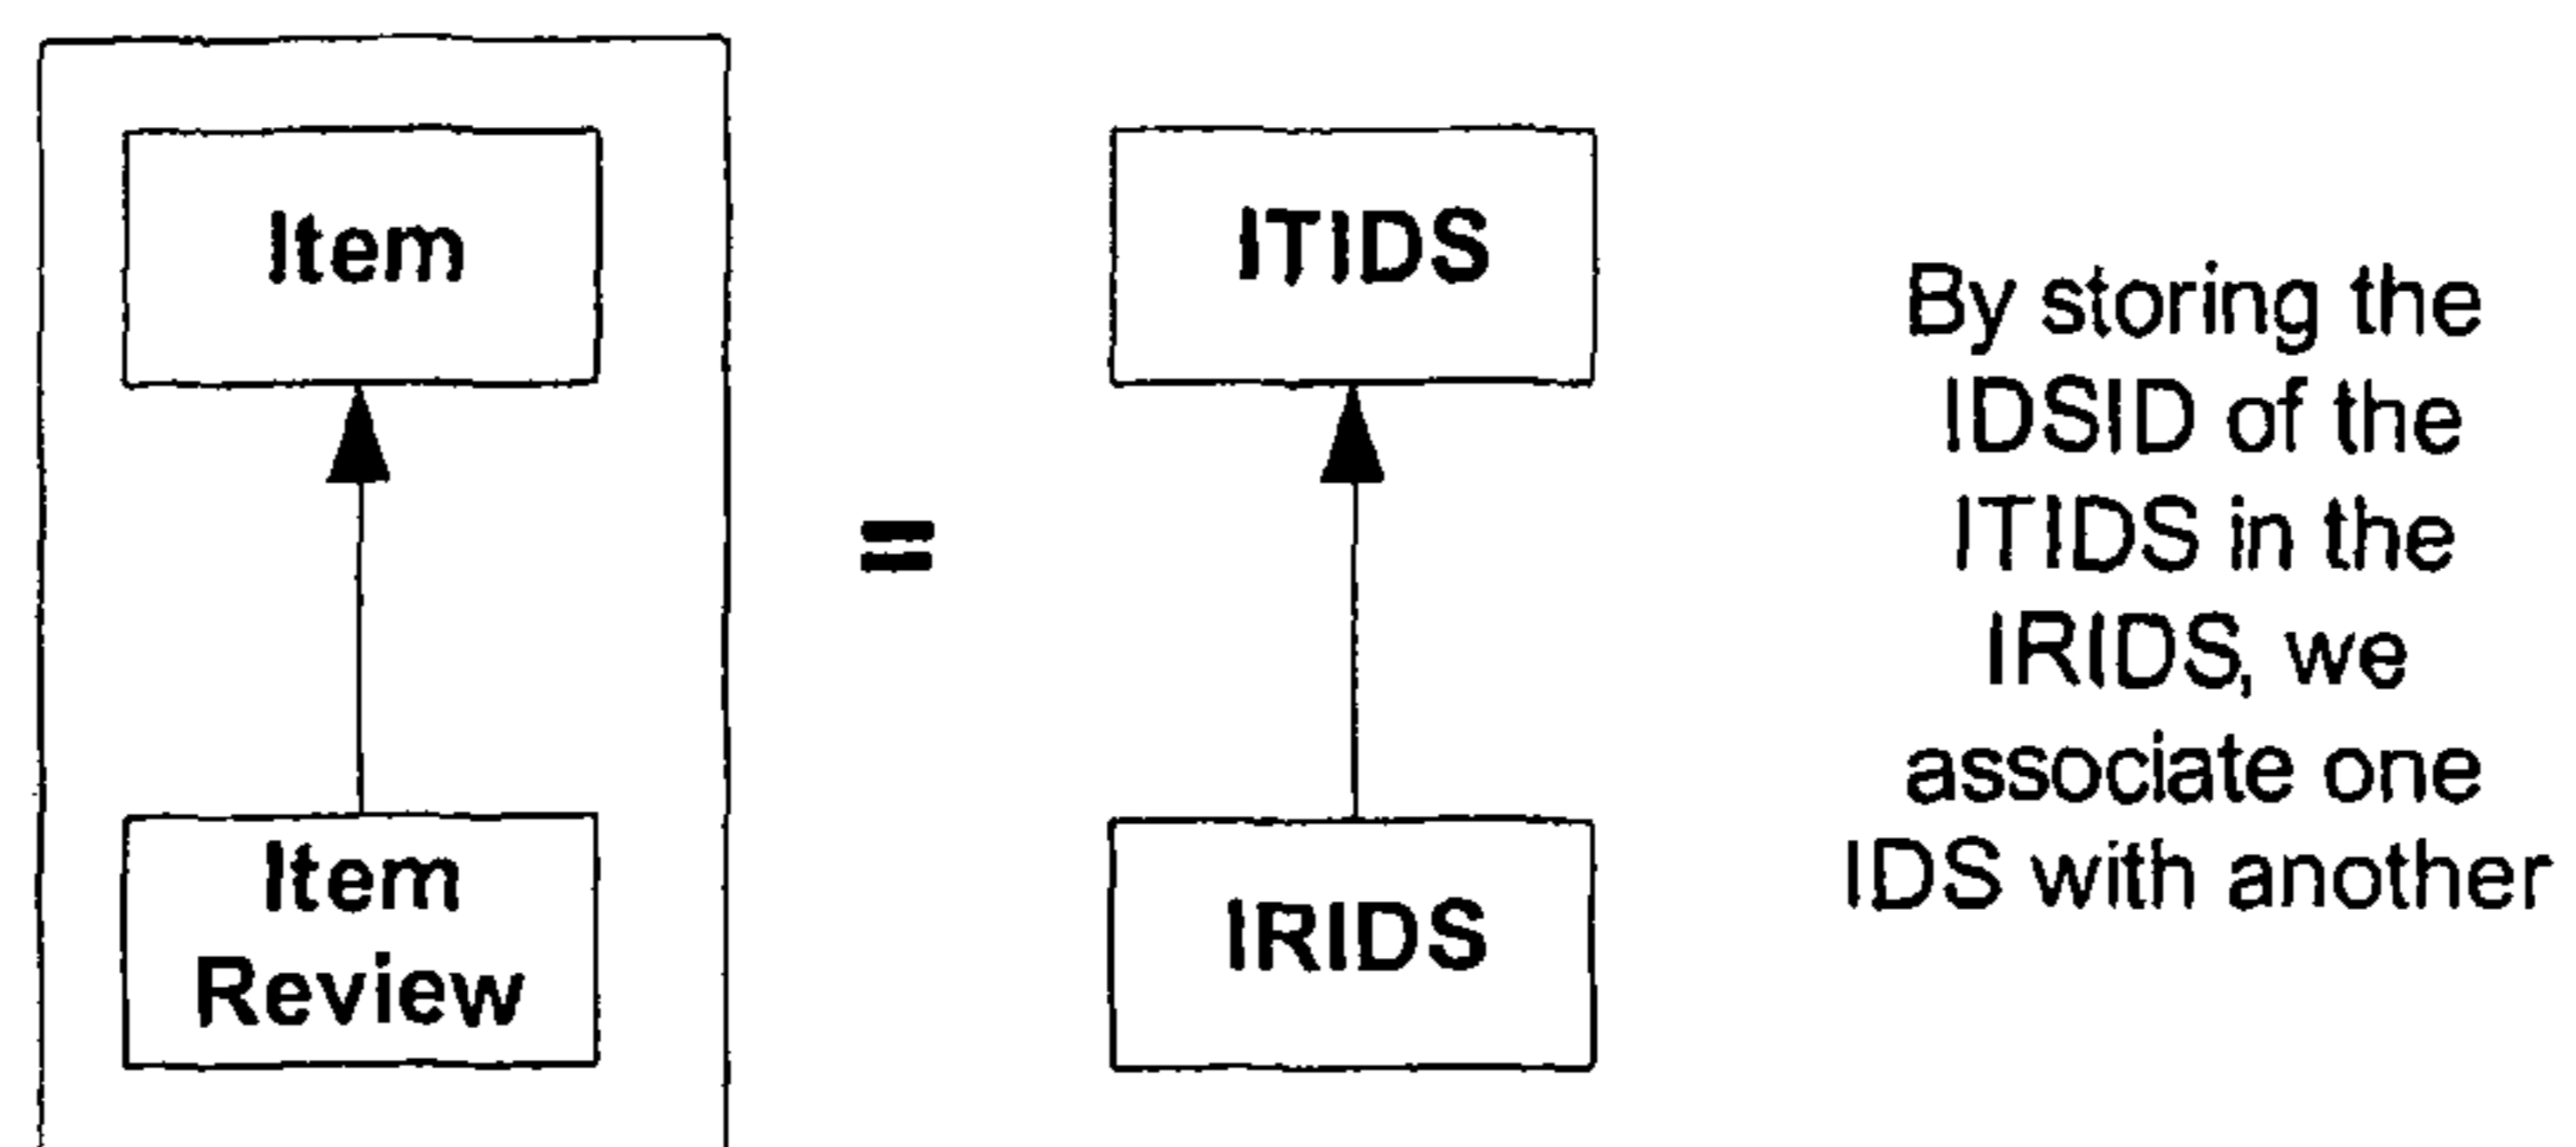 Item
Item
Review
=
ITIDS
IRIDS
By storing the
IDSID of the
ITIDS in the
IRIDS, we
associate one
IDS with another